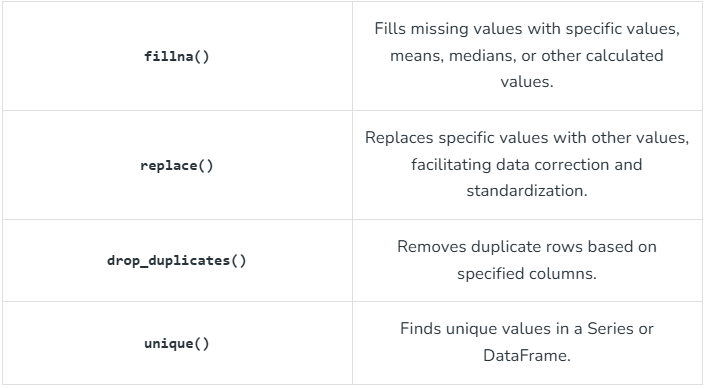 fillna()
Fills missing values with specific values,
means, medians, or other calculated
values.
replace()
Replaces specific values with other values,
facilitating data correction and
standardization.
drop_duplicates()
Removes duplicate rows based on
specified columns.
unique()
Finds unique values in a Series or
DataFrame.